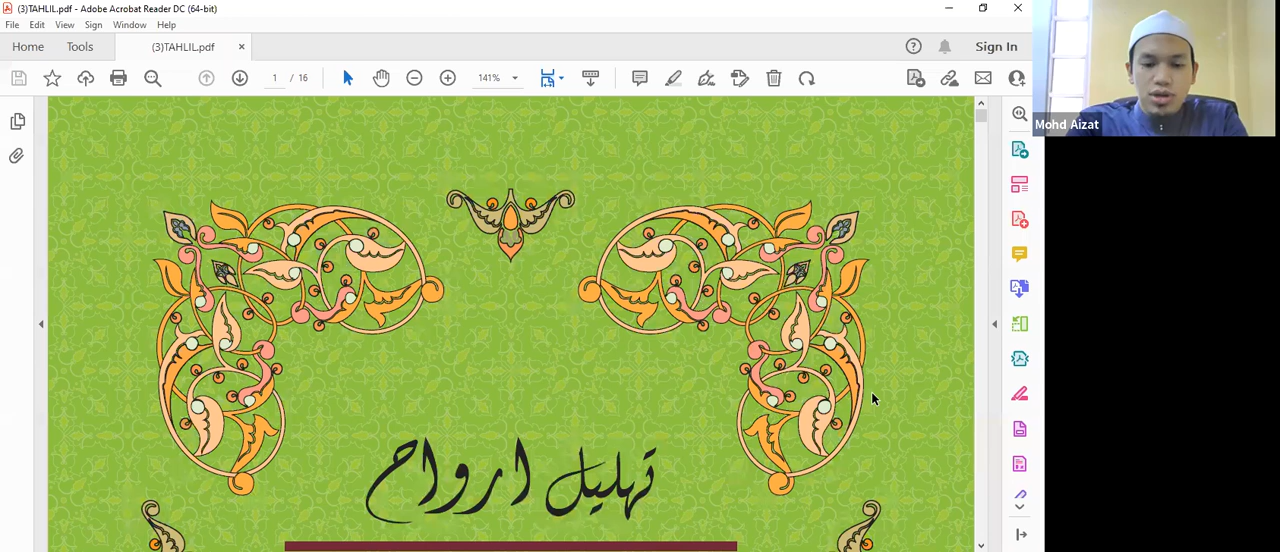 (3)TAHLIL.pdf - Adobe Acrobat Reader DC (64-bit)
File Edit View Sign Window Help
Home Tools (3)TAHLIL.pdf Sign In
1 / 16 141%
Mohd Aizat
تهليل ارواح